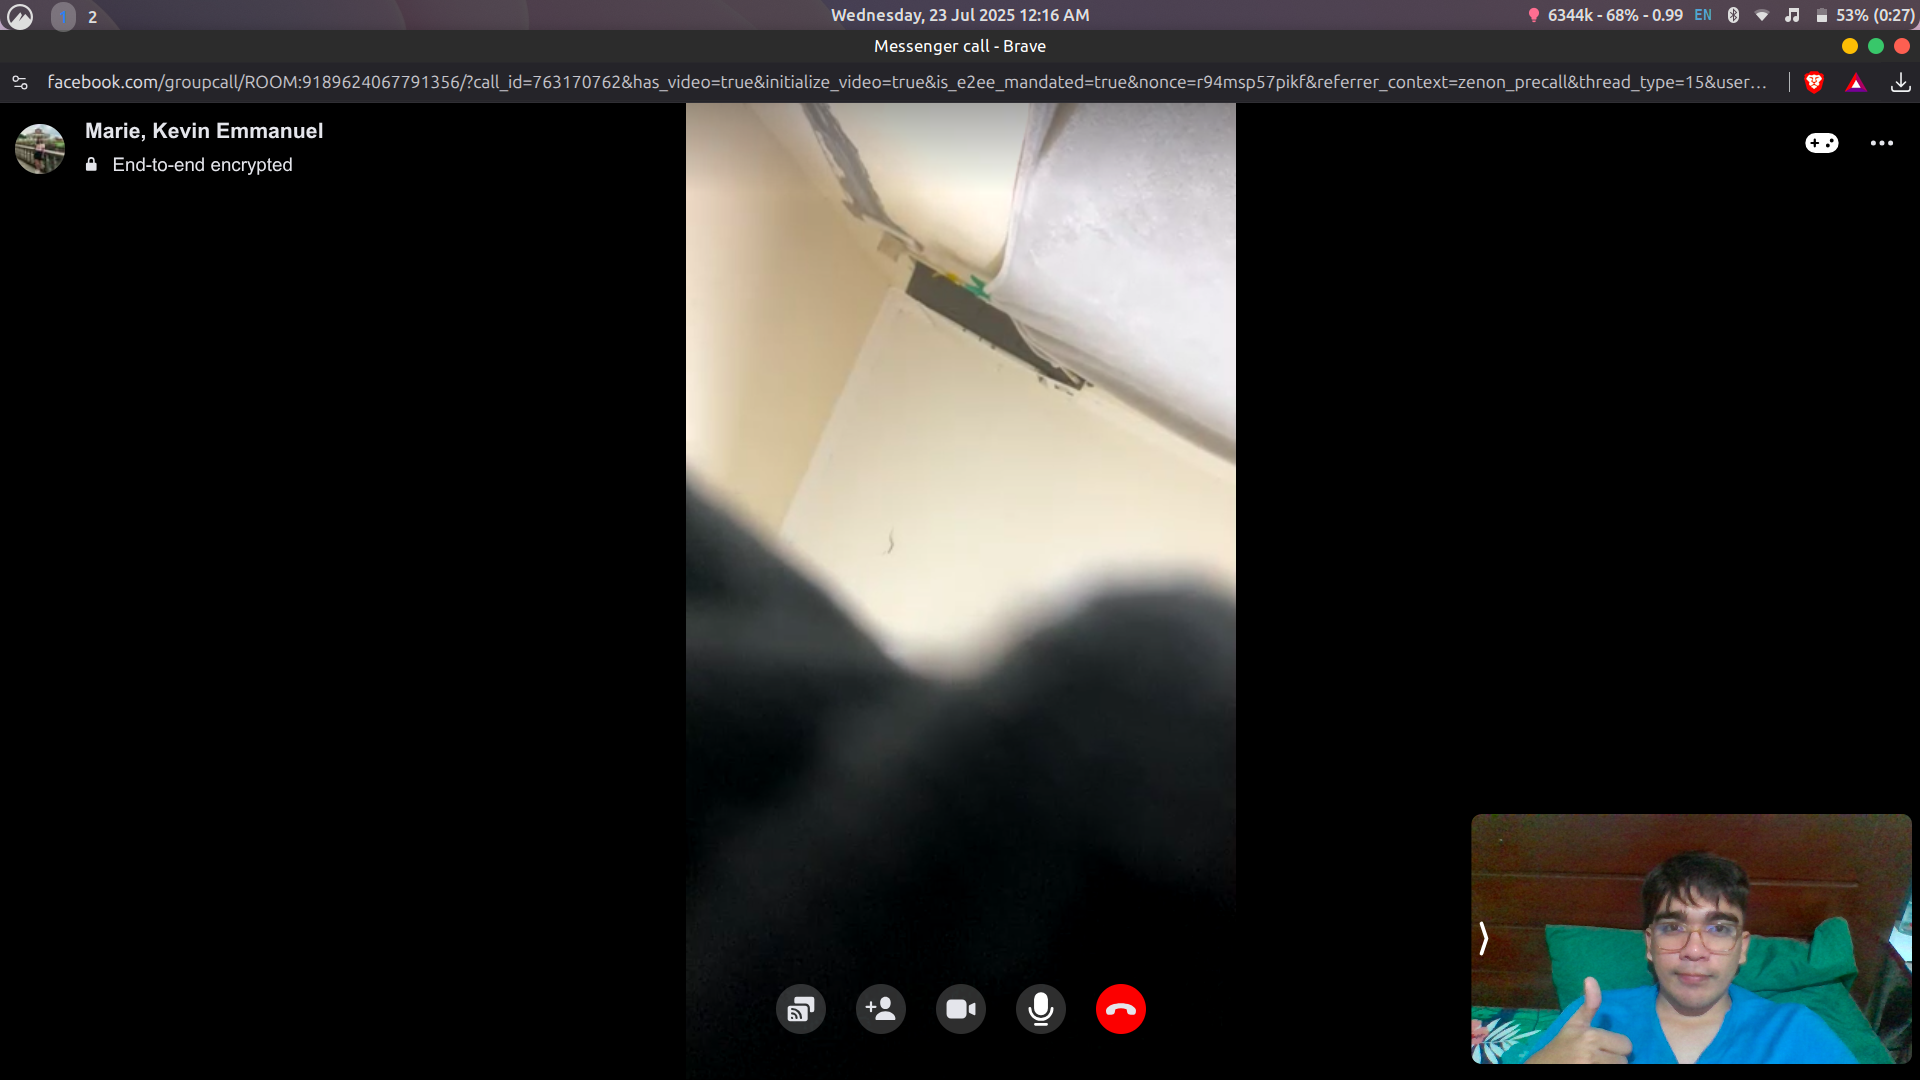 2
Wednesday, 23 Jul 2025 12:16 AM
6344k - 68% - 0.99
EN
53% (0:27)
Messenger call - Brave
facebook.com/groupcall/ROOM:9189624067791356/?call_id=763170762&has_video=true&initialize_video=true&is_e2ee_mandated=true&nonce=r94msp57pikf&referrer_context=zenon_precall&thread_type=15&user…
Marie, Kevin Emmanuel
End-to-end encrypted